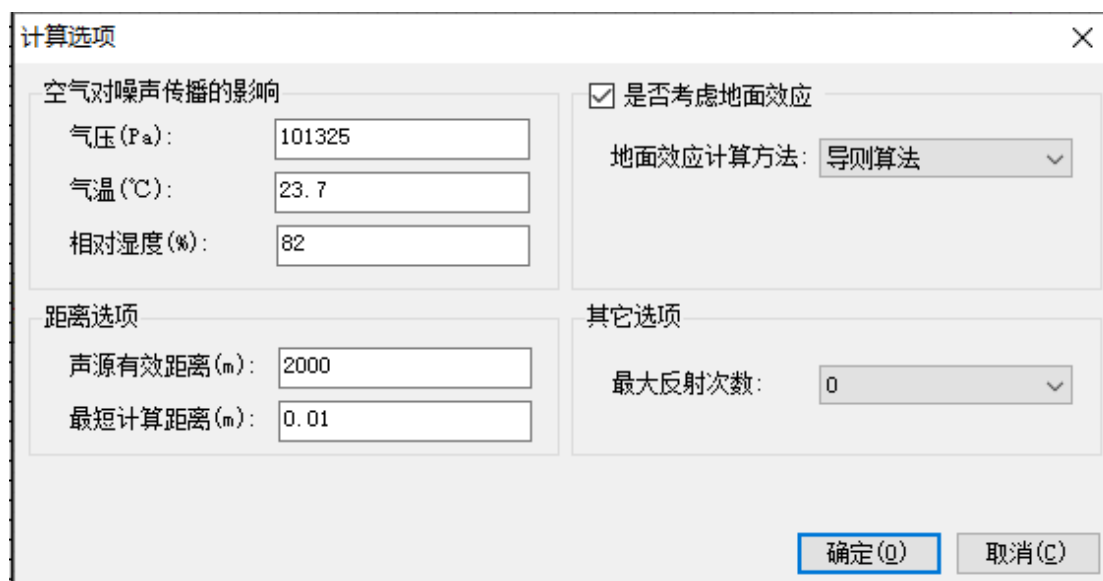 计算选项
空气对噪声传播的影响
气压(Pa): 101325
气温(℃): 23.7
相对湿度(%): 82
是否考虑地面效应
地面效应计算方法: 导则算法
距离选项
声源有效距离(m): 2000
最短计算距离(m): 0.01
其它选项
最大反射次数: 0
确定(O) 取消(C)